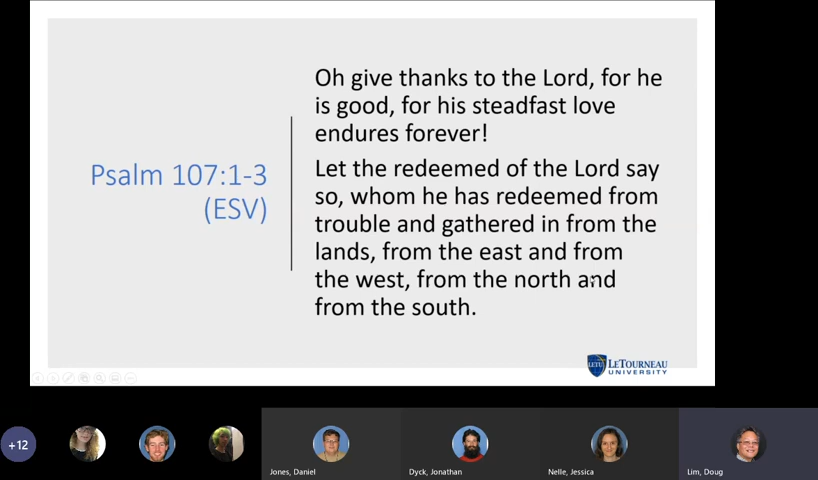 Oh give thanks to the Lord, for he
is good, for his steadfast love
endures forever!
Let the redeemed of the Lord say
so, whom he has redeemed from
trouble and gathered in from the
lands, from the east and from
the west, from the north and
from the south.
Psalm 107:1-3
(ESV)
LETU
LETOURNEAU
UNIVERSITY
+12
Jones, Daniel
Dyck, Jonathan
Nelle, Jessica
Lim, Doug